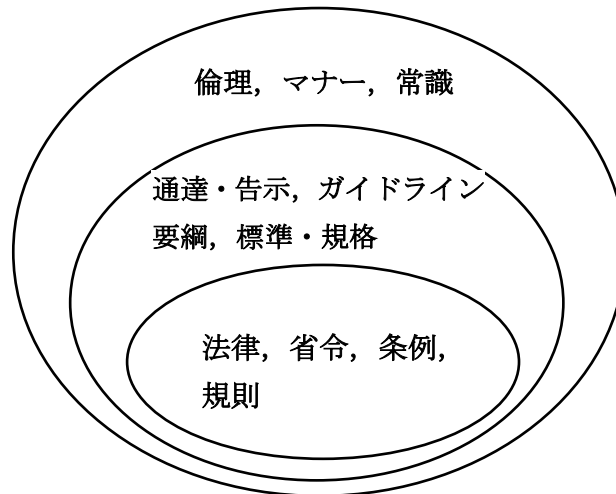 倫理，マナー，常識
通達・告示，ガイドライン
要綱，標準・規格
法律，省令，条例，
規則